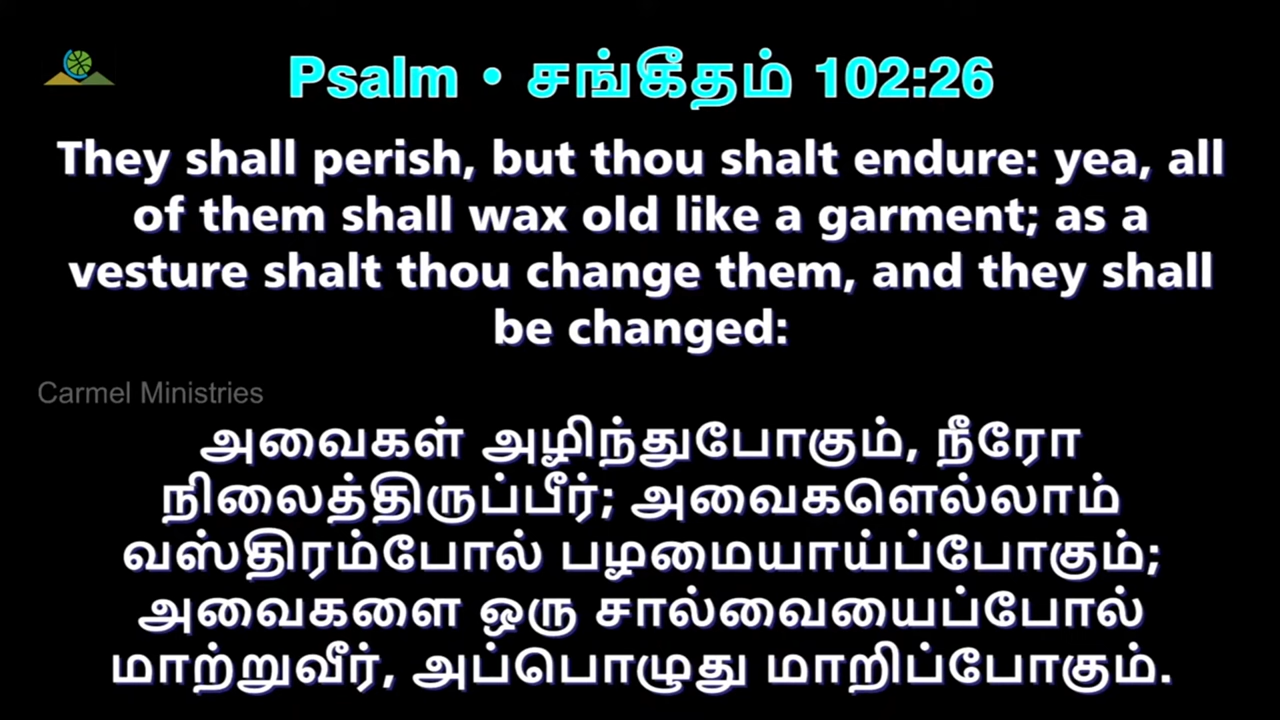 Psalm • சங்கீதம் 102:26
They shall perish, but thou shalt endure: yea, all
of them shall wax old like a garment; as a
vesture shalt thou change them, and they shall
be changed:
Carmel Ministries
அவைகள் அழிந்துபோகும், நீரோ
நிலைத்திருப்பீர்; அவைகளெல்லாம்
வஸ்திரம்போல் பழமையாய்ப்போகும்;
அவைகளை ஒரு சால்வையைப்போல்
மாற்றுவீர், அப்பொழுது மாறிப்போகும்.